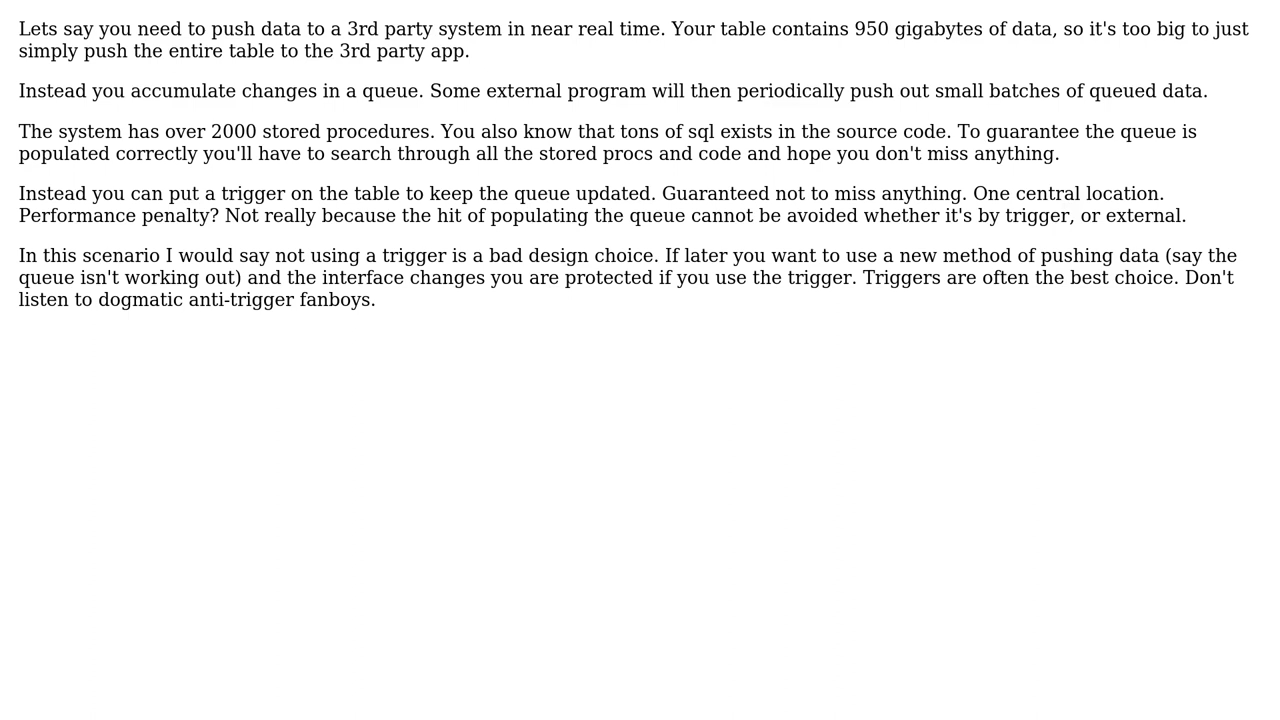 Lets say you need to push data to a 3rd party system in near real time. Your table contains 950 gigabytes of data, so it's too big to just
simply push the entire table to the 3rd party app.
Instead you accumulate changes in a queue. Some external program will then periodically push out small batches of queued data.
The system has over 2000 stored procedures. You also know that tons of sql exists in the source code. To guarantee the queue is
populated correctly you'll have to search through all the stored procs and code and hope you don't miss anything.
Instead you can put a trigger on the table to keep the queue updated. Guaranteed not to miss anything. One central location.
Performance penalty? Not really because the hit of populating the queue cannot be avoided whether it's by trigger, or external.
In this scenario I would say not using a trigger is a bad design choice. If later you want to use a new method of pushing data (say the
queue isn't working out) and the interface changes you are protected if you use the trigger. Triggers are often the best choice. Don't
listen to dogmatic anti-trigger fanboys.